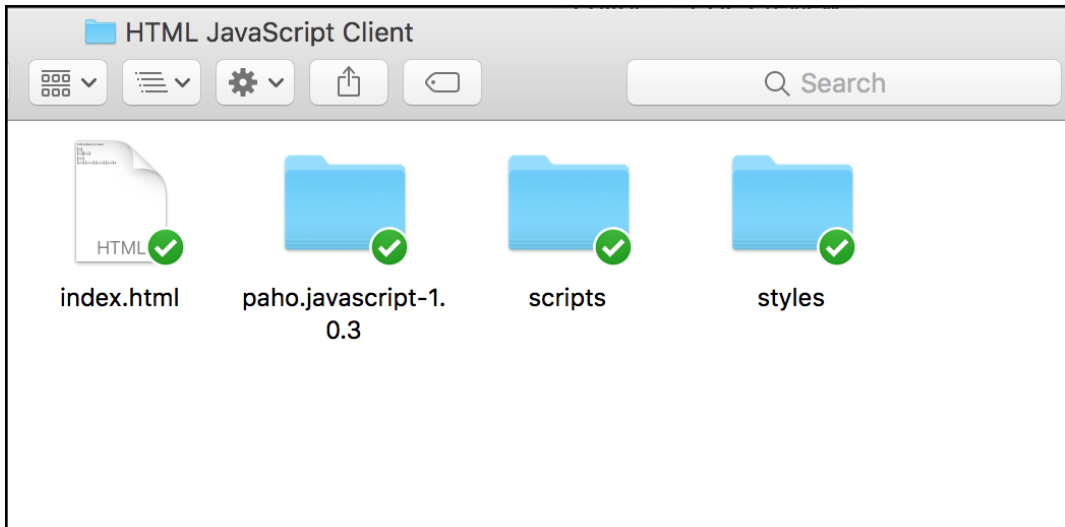 HTML JavaScript Client
Search
HTML
index.html
paho.javascript-1.
0.3
scripts
styles